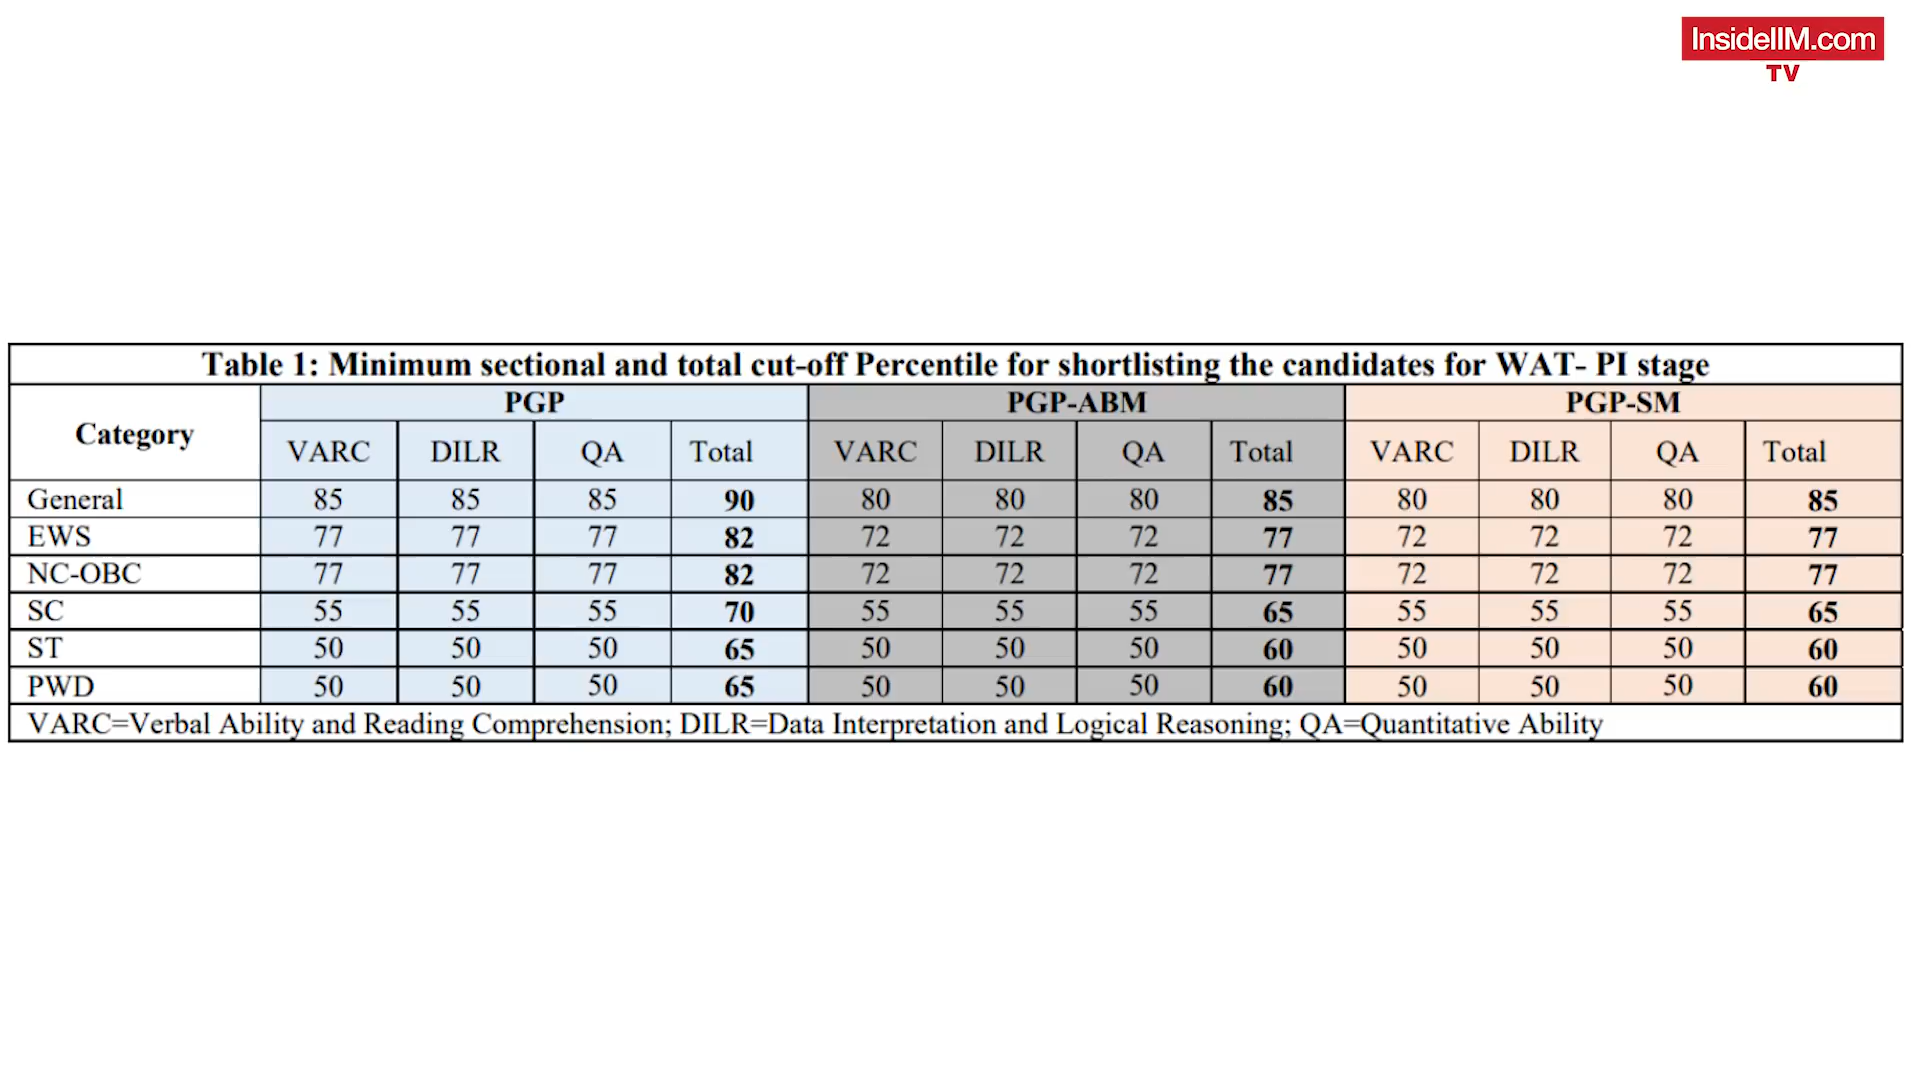 InsideIIM.com
TV
Table 1: Minimum sectional and total cut-off Percentile for shortlisting the candidates for WAT- PI stage
Category PGP PGP-ABM PGP-SM
VARC DILR QA Total VARC DILR QA Total VARC DILR QA Total
General 85 85 85 90 80 80 80 85 80 80 80 85
EWS 77 77 77 82 72 72 72 77 72 72 72 77
NC-OBC 77 77 77 82 72 72 72 77 72 72 72 77
SC 55 55 55 70 55 55 55 65 55 55 55 65
ST 50 50 50 65 50 50 50 60 50 50 50 60
PWD 50 50 50 65 50 50 50 60 50 50 50 60
VARC=Verbal Ability and Reading Comprehension; DILR=Data Interpretation and Logical Reasoning; QA=Quantitative Ability